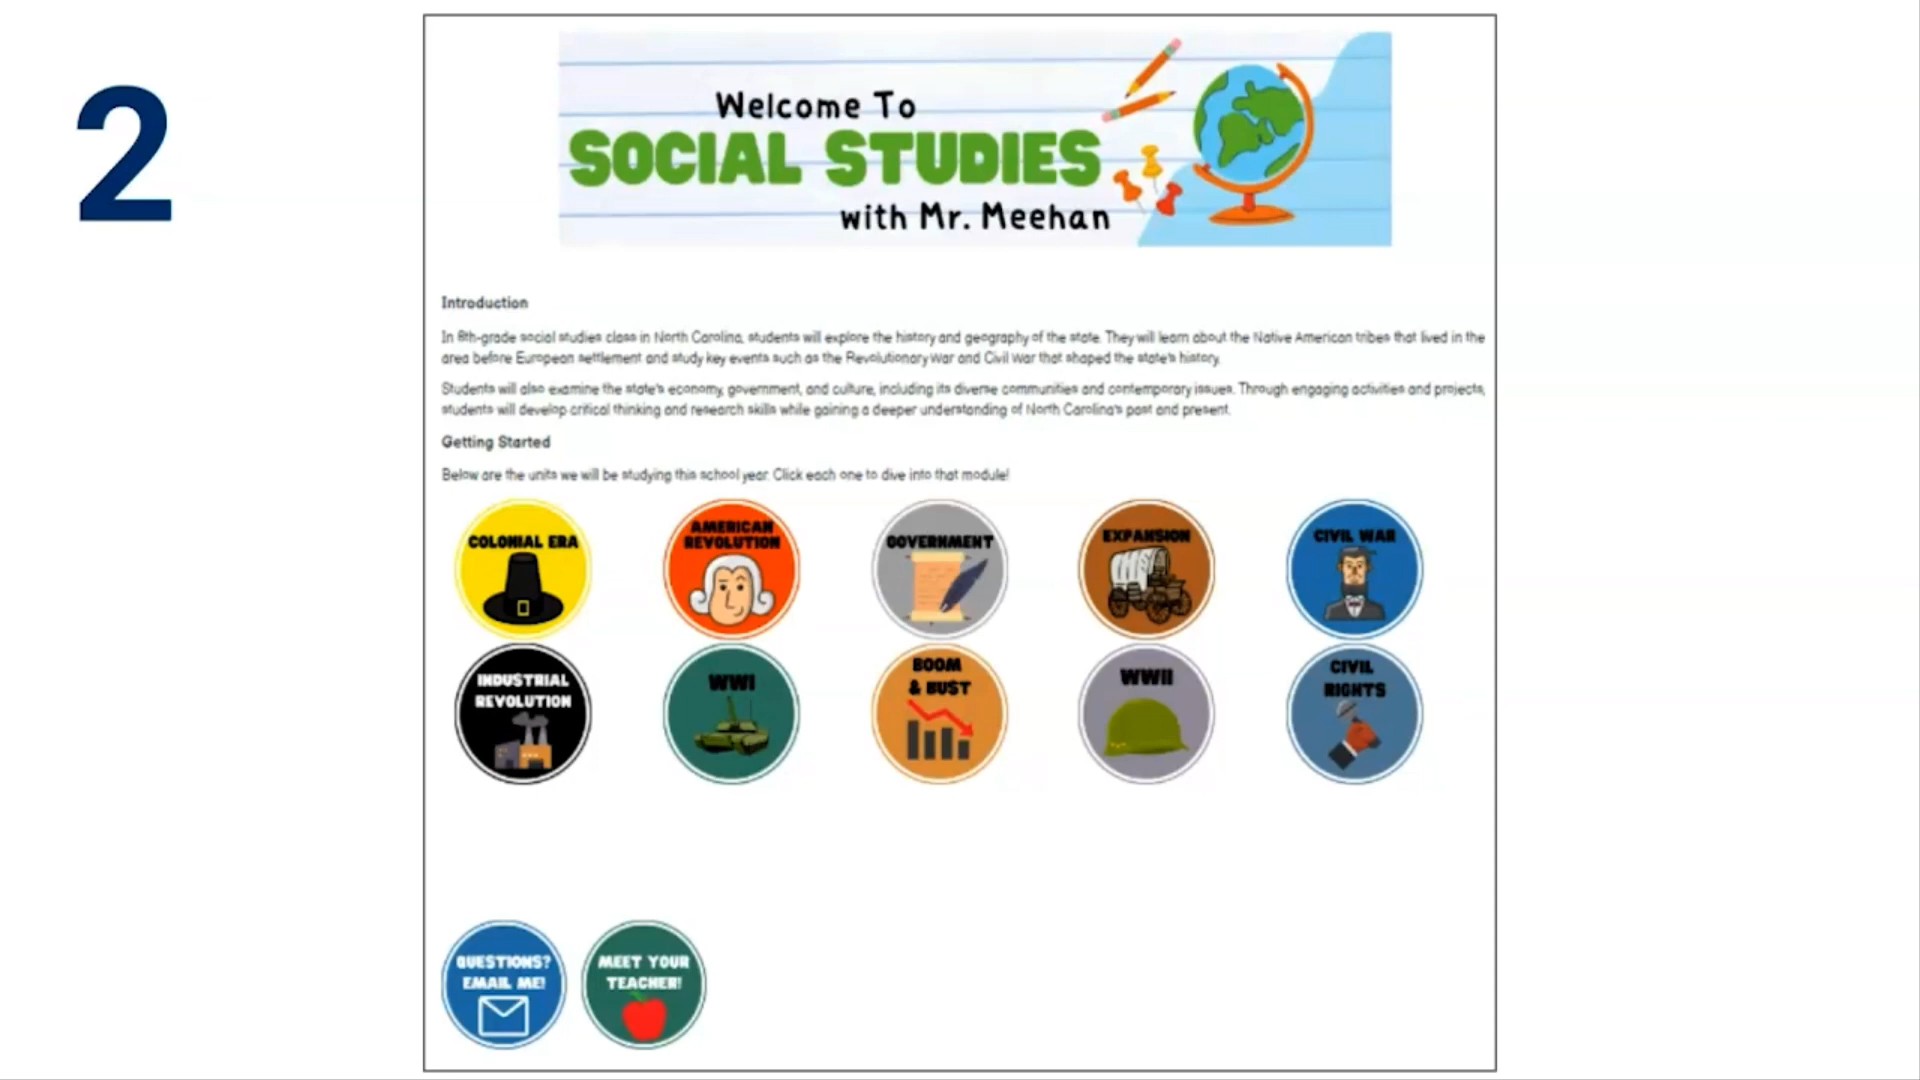 2
Welcome To
SOCIAL STUDIES
with Mr. Meehan
Introduction
In 8th-grade social studies class in North Carolina, students will explore the history and geography of the state. They will learn about the Native American tribes that lived in the
area before European settlement and study key events such as the Revolutionary War and Civil War that shaped the state's history.
Students will also examine the state's economy, government, and culture, including its diverse communities and contemporary issues. Through engaging activities and projects,
students will develop critical thinking and research skills while gaining a deeper understanding of North Carolina's past and present.
Getting Started
Below are the units we will be studying this school year. Click each one to dive into that module!
COLONIAL ERA
AMERICAN
REVOLUTION
GOVERNMENT
EXPANSION
CIVIL WAR
INDUSTRIAL
REVOLUTION
WWI
BOOM
& BUST
WWII
CIVIL
RIGHTS
QUESTIONS?
EMAIL ME!
MEET YOUR
TEACHER!